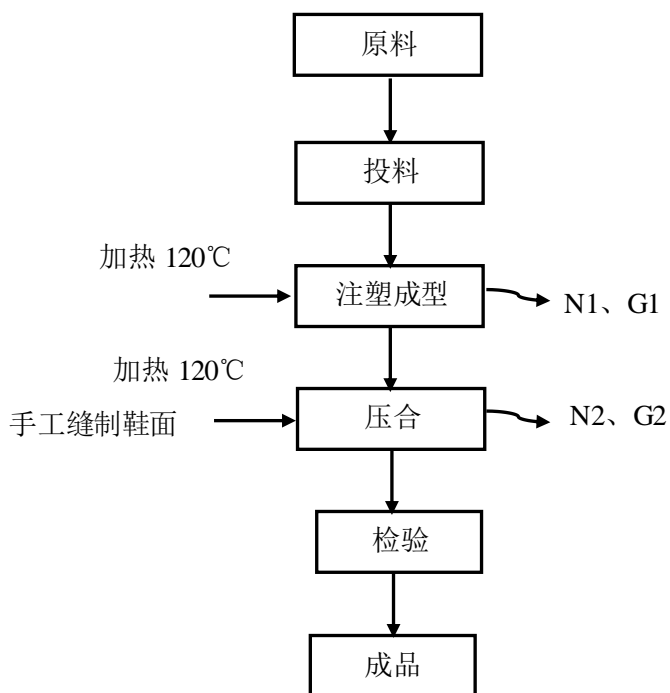 原料
投料
加热 120℃
注塑成型
N1、G1
加热 120℃
手工缝制鞋面
压合
N2、G2
检验
成品